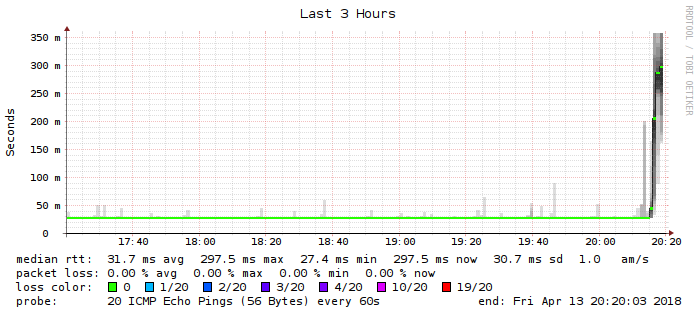 Last 3 Hours
RRDTOOL / TOBI OETIKER
Seconds
350 m
300 m
250 m
200 m
150 m
100 m
50 m
0
17:40 18:00 18:20 18:40 19:00 19:20 19:40 20:00 20:20
median rtt: 31.7 ms avg 297.5 ms max 27.4 ms min 297.5 ms now 30.7 ms sd 1.0 am/s
packet loss: 0.00 % avg 0.00 % max 0.00 % min 0.00 % now
loss color: 0 1/20 2/20 3/20 4/20 10/20 19/20
probe: 20 ICMP Echo Pings (56 Bytes) every 60s end: Fri Apr 13 20:20:03 2018